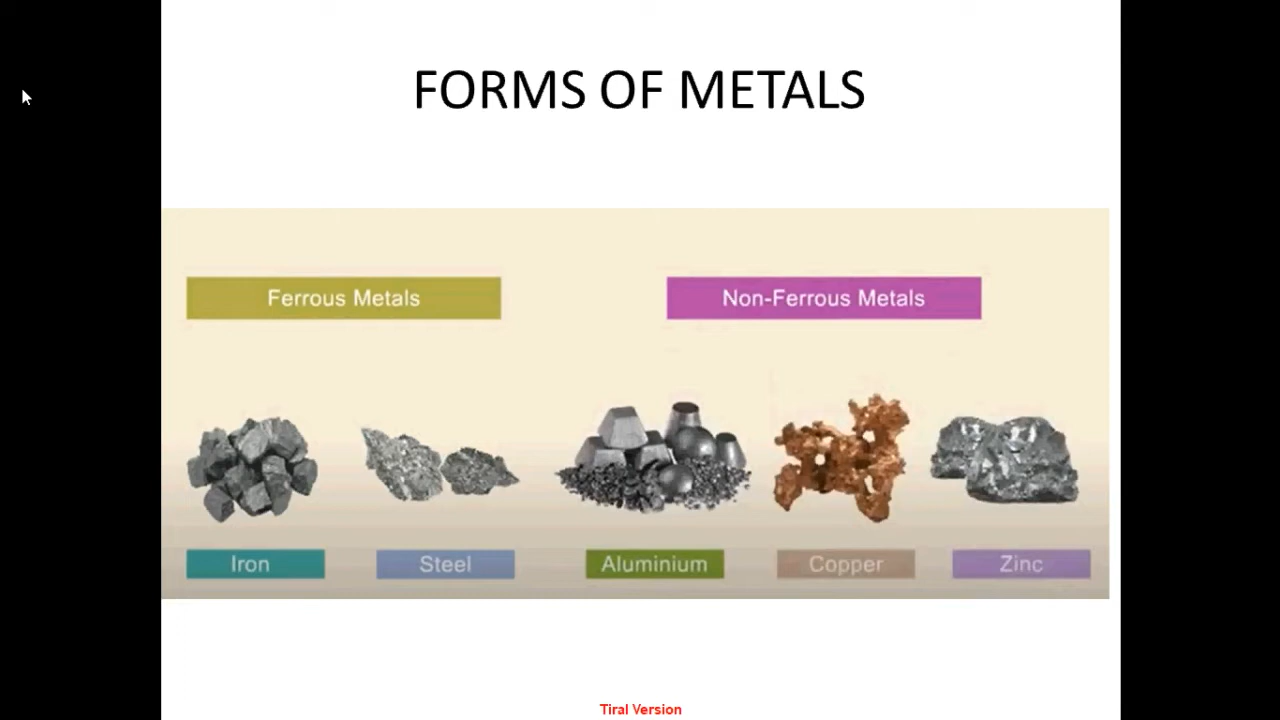 FORMS OF METALS
Ferrous Metals
Non-Ferrous Metals
Iron
Steel
Aluminium
Copper
Zinc
Tiral Version